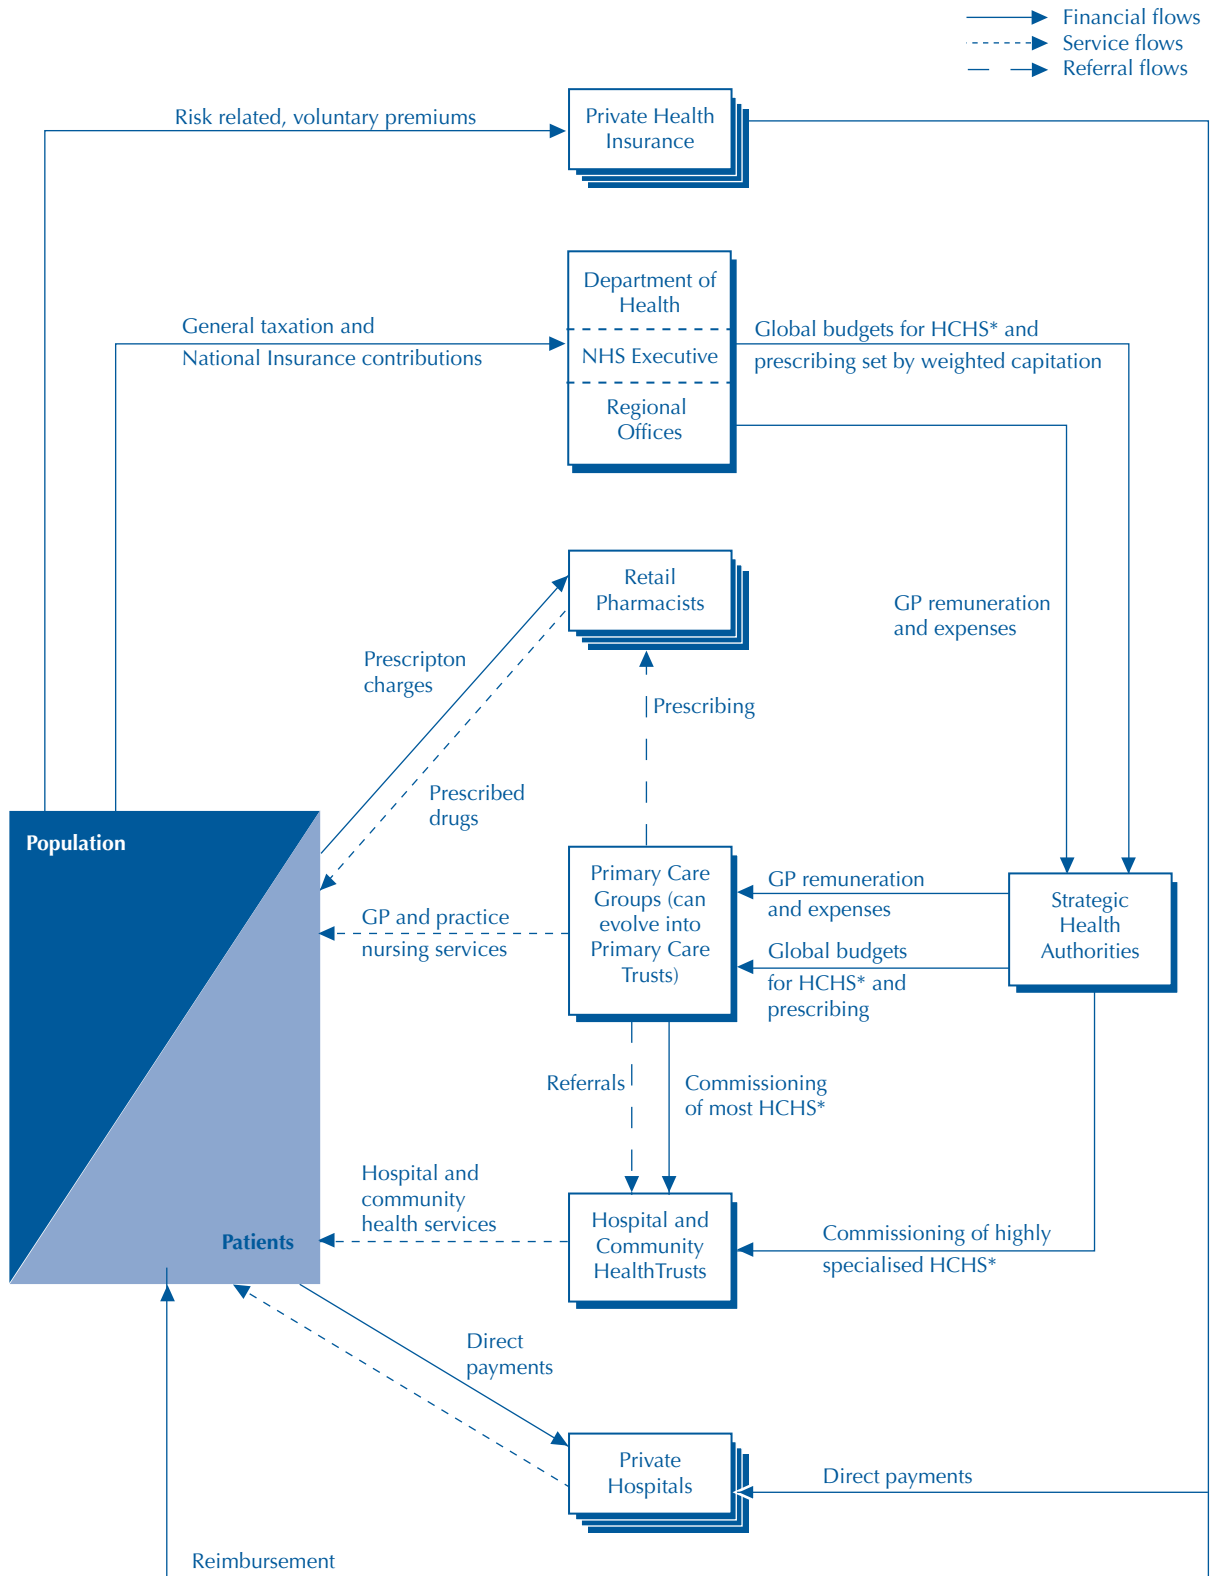 Financial flows
Service flows
Referral flows
Risk related, voluntary premiums
Private Health
Insurance
Department of
Health
General taxation and
National Insurance contributions
NHS Executive
Global budgets for HCHS* and
prescribing set by weighted capitation
Regional
Offices
Retail
Pharmacists
GP remuneration
and expenses
Prescripton
charges
Prescribing
Prescribed
drugs
Population
Primary Care
Groups (can
evolve into
Primary Care
Trusts)
GP remuneration
and expenses
Strategic
Health
Authorities
GP and practice
nursing services
Global budgets
for HCHS* and
prescribing
Referrals
Commissioning
of most HCHS*
Hospital and
community
health services
Patients
Hospital and
Community
HealthTrusts
Commissioning of highly
specialised HCHS*
Direct
payments
Private
Hospitals
Direct payments
Reimbursement